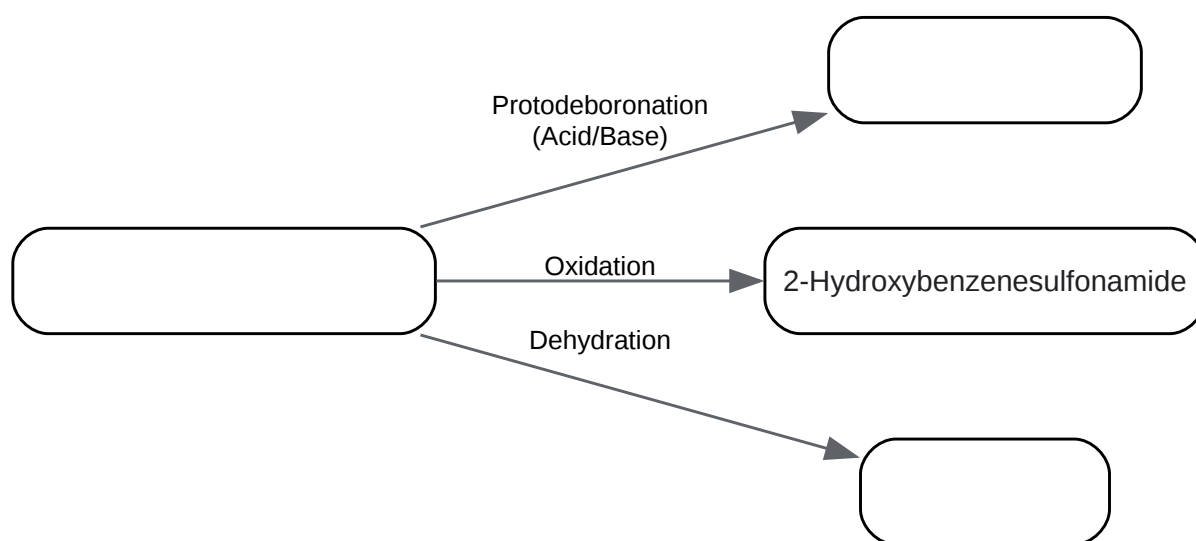 Protodeboronation
(Acid/Base)
Oxidation
2-Hydroxybenzenesulfonamide
Dehydration